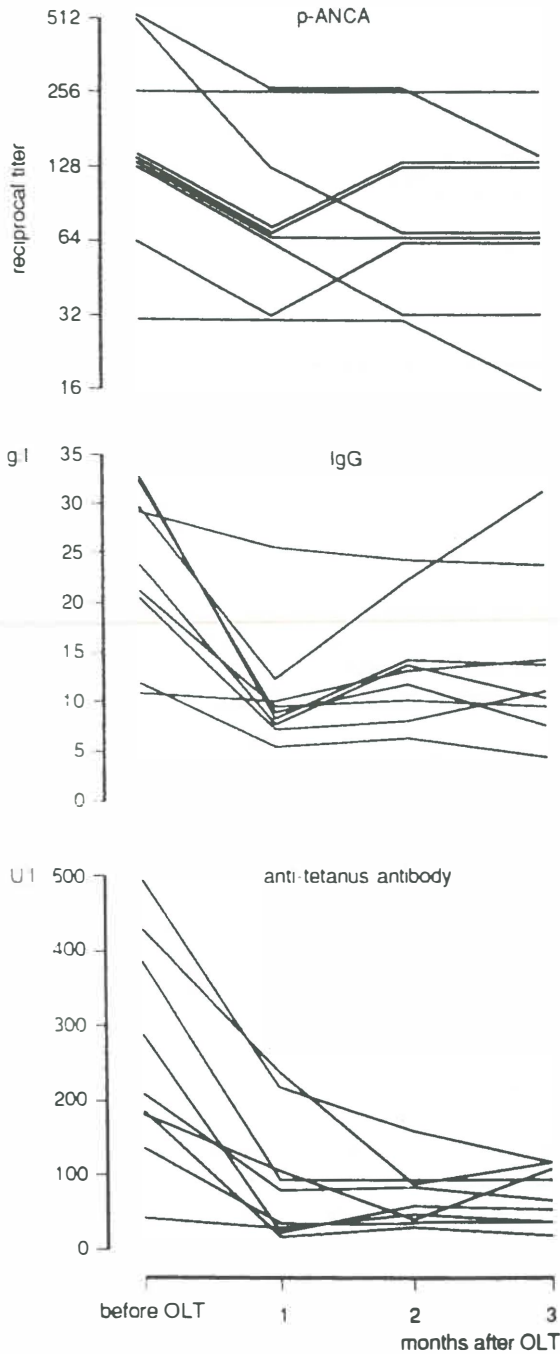 p-ANCA
reciprocal titer
512
256
128
64
32
16
g.l
IgG
35
30
25
20
15
10
5
0
U l
anti-tetanus antibody
500
400
300
200
100
0
before OLT
1
2
3
months after OLT